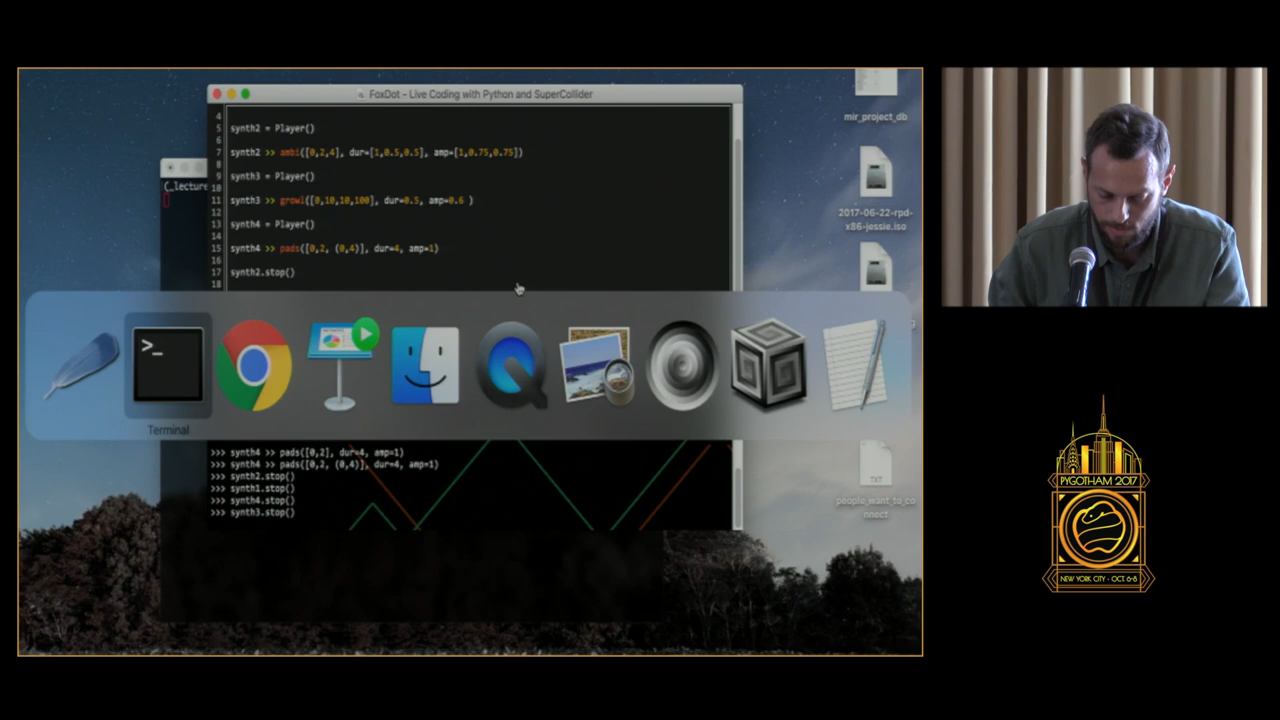 FoxDot - Live Coding with Python and SuperCollider
4
5 synth2 = Player()
6
7 synth2 >> ambi([0,2,4], dur=[1,0.5,0.5], amp=[1,0.75,0.75])
8
9 synth3 = Player()
10
11 synth3 >> growl([0,10,10,100], dur=0.5, amp=0.6 )
12
13 synth4 = Player()
14
15 synth4 >> pads([0,2, (0,4)], dur=4, amp=1)
16
17 synth2.stop()
18
(_lecture
mir_project_db
2017-06-22-rpd-
x86-jessie.iso
>_
Terminal
>>> synth4 >> pads([0,2], dur=4, amp=1)
>>> synth4 >> pads([0,2, (0,4)], dur=4, amp=1)
>>> synth2.stop()
>>> synth1.stop()
>>> synth4.stop()
>>> synth3.stop()
TXT
people_want_to_co
nnect
PYGOTHAM 2017
NEW YORK CITY - OCT. 6-8